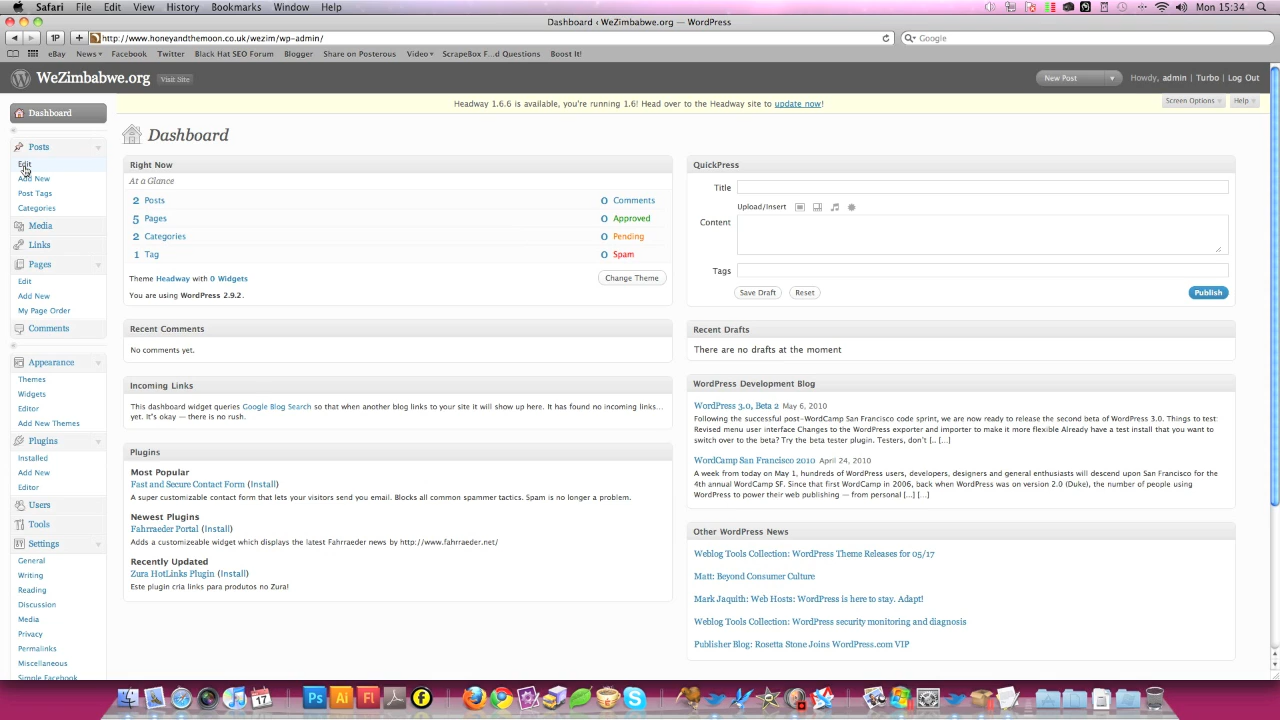 Safari File Edit View History Bookmarks Window Help Mon 15:34
Dashboard ‹ WeZimbabwe.org — WordPress
http://www.honeyandthemoon.co.uk/wezim/wp-admin/ Google
eBay News Facebook Twitter Black Hat SEO Forum Blogger Share on Posterous Video ScrapeBox F...d Questions Boost It!
WeZimbabwe.org Visit Site New Post Howdy, admin | Turbo | Log Out
Headway 1.6.6 is available, you're running 1.6! Head over to the Headway site to update now!
Screen Options Help
Dashboard
Posts
Edit
Add New
Post Tags
Categories
Media
Links
Pages
Edit
Add New
My Page Order
Comments
Appearance
Themes
Widgets
Editor
Add New Themes
Plugins
Installed
Add New
Editor
Users
Tools
Settings
General
Writing
Reading
Discussion
Media
Privacy
Permalinks
Miscellaneous
Simple Facebook
Dashboard
Right Now
At a Glance
2 Posts 0 Comments
5 Pages 0 Approved
2 Categories 0 Pending
1 Tag 0 Spam
Theme Headway with 0 Widgets Change Theme
You are using WordPress 2.9.2.
Recent Comments
No comments yet.
Incoming Links
This dashboard widget queries Google Blog Search so that when another blog links to your site it will show up here. It has found no incoming links…
yet. It's okay — there is no rush.
Plugins
Most Popular
Fast and Secure Contact Form (Install)
A super customizable contact form that lets your visitors send you email. Blocks all common spammer tactics. Spam is no longer a problem.
Newest Plugins
Fahrraeder Portal (Install)
Adds a customizeable widget which displays the latest Fahrraeder news by http://www.fahrraeder.net/
Recently Updated
Zura HotLinks Plugin (Install)
Este plugin cria links para produtos no Zura!
QuickPress
Title
Upload/Insert
Content
Tags
Save Draft Reset Publish
Recent Drafts
There are no drafts at the moment
WordPress Development Blog
WordPress 3.0, Beta 2 May 6, 2010
Following the successful post-WordCamp San Francisco code sprint, we are now ready to release the second beta of WordPress 3.0. Things to test:
Revised menu user interface Changes to the WordPress exporter and importer to make it more flexible Already have a test install that you want to
switch over to the beta? Try the beta tester plugin. Testers, don't [.. […]
WordCamp San Francisco 2010 April 24, 2010
A week from today on May 1, hundreds of WordPress users, developers, designers and general enthusiasts will descend upon San Francisco for the
4th annual WordCamp SF. Since that first WordCamp in 2006, back when WordPress was on version 2.0 (Duke), the number of people using
WordPress to power their web publishing — from personal [...] […]
Other WordPress News
Weblog Tools Collection: WordPress Theme Releases for 05/17
Matt: Beyond Consumer Culture
Mark Jaquith: Web Hosts: WordPress is here to stay. Adapt!
Weblog Tools Collection: WordPress security monitoring and diagnosis
Publisher Blog: Rosetta Stone Joins WordPress.com VIP
17
Ps Ai Fl f